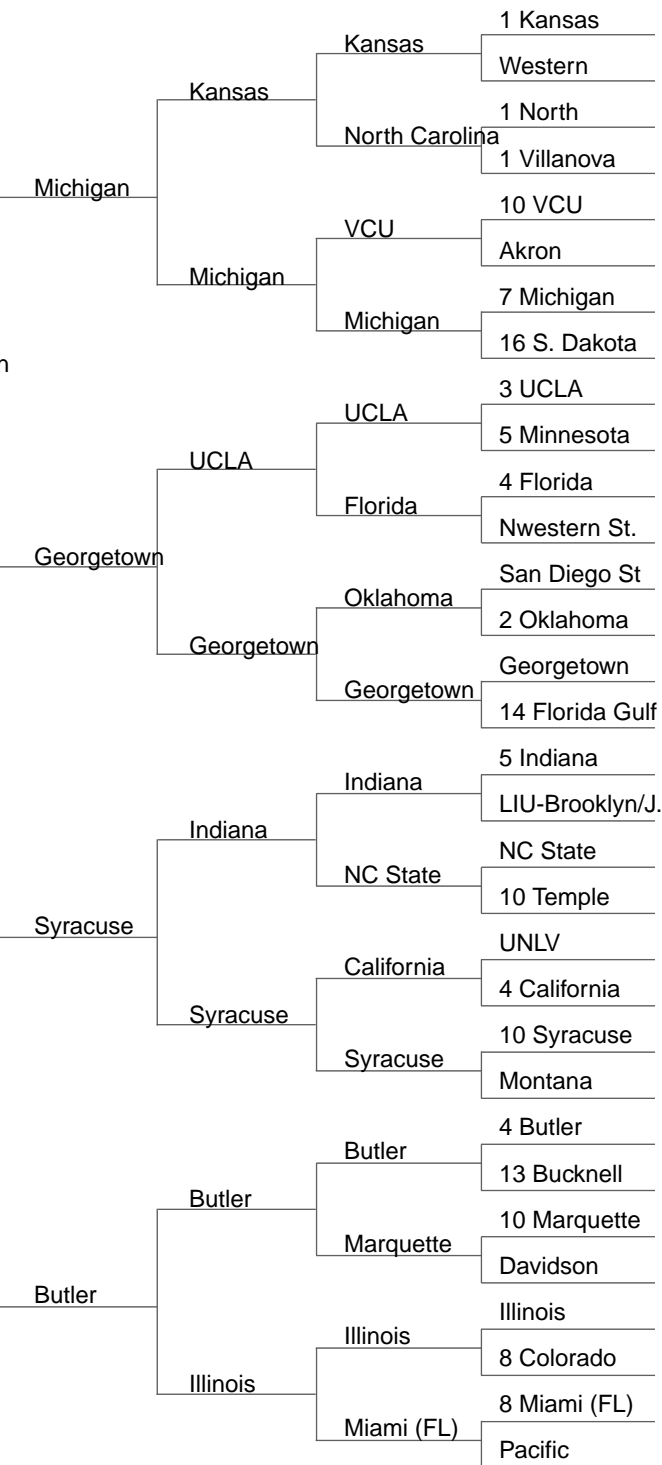 1 Kansas
Kansas
Western
Kansas
1 North
North Carolina
1 Villanova
Michigan
10 VCU
VCU
Akron
Michigan
7 Michigan
Michigan
16 S. Dakota
n
3 UCLA
UCLA
5 Minnesota
UCLA
4 Florida
Florida
Nwestern St.
Georgetown
San Diego St
Oklahoma
2 Oklahoma
Georgetown
Georgetown
Georgetown
14 Florida Gulf
5 Indiana
Indiana
LIU-Brooklyn/J.
Indiana
NC State
NC State
10 Temple
Syracuse
UNLV
California
4 California
Syracuse
10 Syracuse
Syracuse
Montana
4 Butler
Butler
13 Bucknell
Butler
10 Marquette
Marquette
Davidson
Butler
Illinois
Illinois
8 Colorado
Illinois
8 Miami (FL)
Miami (FL)
Pacific